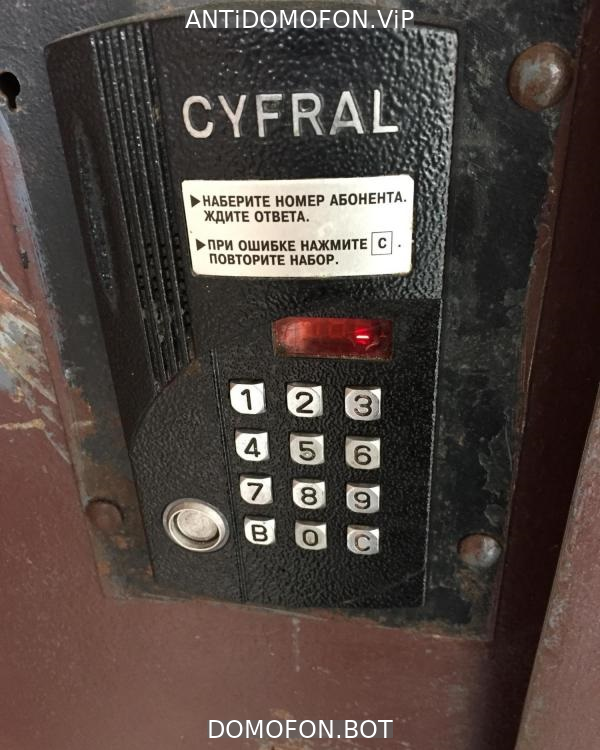 ANTiDOMOFON.ViP
CYFRAL
▶НАБЕРИТЕ НОМЕР АБОНЕНТА.
ЖДИТЕ ОТВЕТА.
▶ПРИ ОШИБКЕ НАЖМИТЕ C .
ПОВТОРИТЕ НАБОР.
1 2 3
4 5 6
7 8 9
B 0 C
DOMOFON.BOT